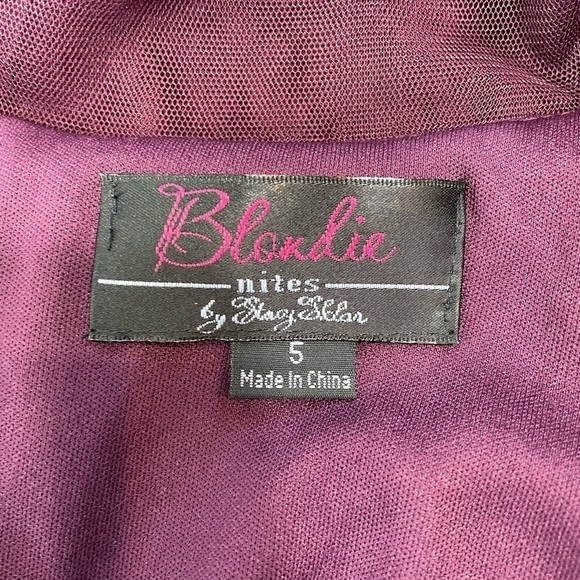 Blondie
nites
by Stacy Sklar
5
Made In China